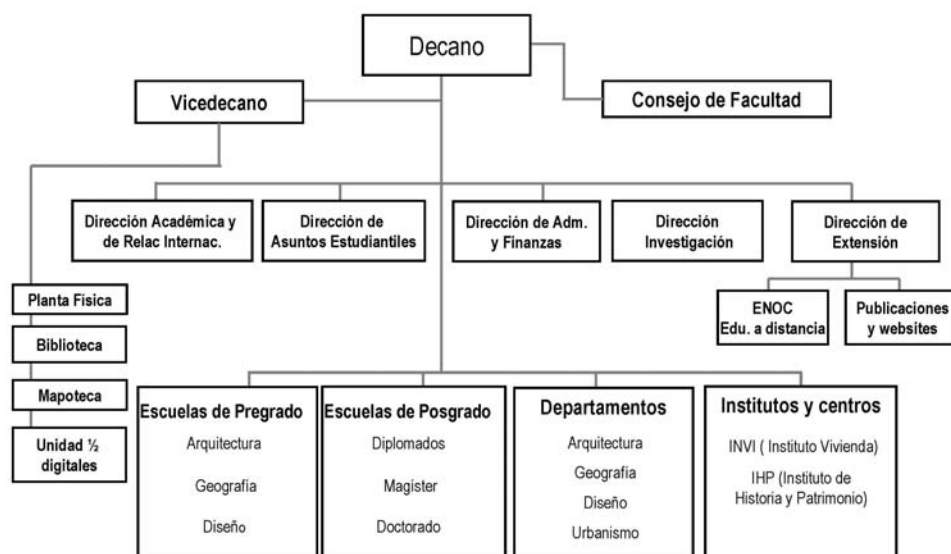 Decano
Vicedecano
Consejo de Facultad
Dirección Académica y
de Relac Internac.
Dirección de
Asuntos Estudiantiles
Dirección de Adm.
y Finanzas
Dirección
Investigación
Dirección de
Extensión
Planta Física
Biblioteca
Mapoteca
Unidad ½
digitales
ENOC
Edu. a distancia
Publicaciones
y websites
Escuelas de Pregrado
Arquitectura
Geografía
Diseño
Escuelas de Posgrado
Diplomados
Magister
Doctorado
Departamentos
Arquitectura
Geografía
Diseño
Urbanismo
Institutos y centros
INVI ( Instituto Vivienda)
IHP (Instituto de
Historia y Patrimonio)